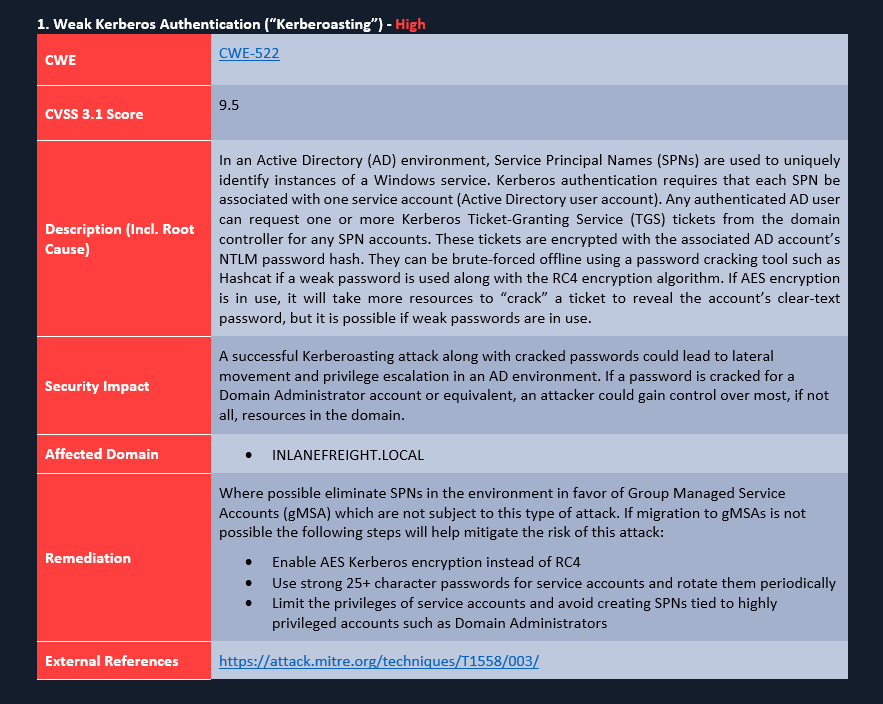 1. Weak Kerberos Authentication (“Kerberoasting”) - High
CWE
CWE-522
CVSS 3.1 Score
9.5
Description (Incl. Root
Cause)
In an Active Directory (AD) environment, Service Principal Names (SPNs) are used to uniquely
identify instances of a Windows service. Kerberos authentication requires that each SPN be
associated with one service account (Active Directory user account). Any authenticated AD user
can request one or more Kerberos Ticket-Granting Service (TGS) tickets from the domain
controller for any SPN accounts. These tickets are encrypted with the associated AD account’s
NTLM password hash. They can be brute-forced offline using a password cracking tool such as
Hashcat if a weak password is used along with the RC4 encryption algorithm. If AES encryption
is in use, it will take more resources to “crack” a ticket to reveal the account’s clear-text
password, but it is possible if weak passwords are in use.
Security Impact
A successful Kerberoasting attack along with cracked passwords could lead to lateral
movement and privilege escalation in an AD environment. If a password is cracked for a
Domain Administrator account or equivalent, an attacker could gain control over most, if not
all, resources in the domain.
Affected Domain
• INLANEFREIGHT.LOCAL
Remediation
Where possible eliminate SPNs in the environment in favor of Group Managed Service
Accounts (gMSA) which are not subject to this type of attack. If migration to gMSAs is not
possible the following steps will help mitigate the risk of this attack:
• Enable AES Kerberos encryption instead of RC4
• Use strong 25+ character passwords for service accounts and rotate them periodically
• Limit the privileges of service accounts and avoid creating SPNs tied to highly
privileged accounts such as Domain Administrators
External References
https://attack.mitre.org/techniques/T1558/003/